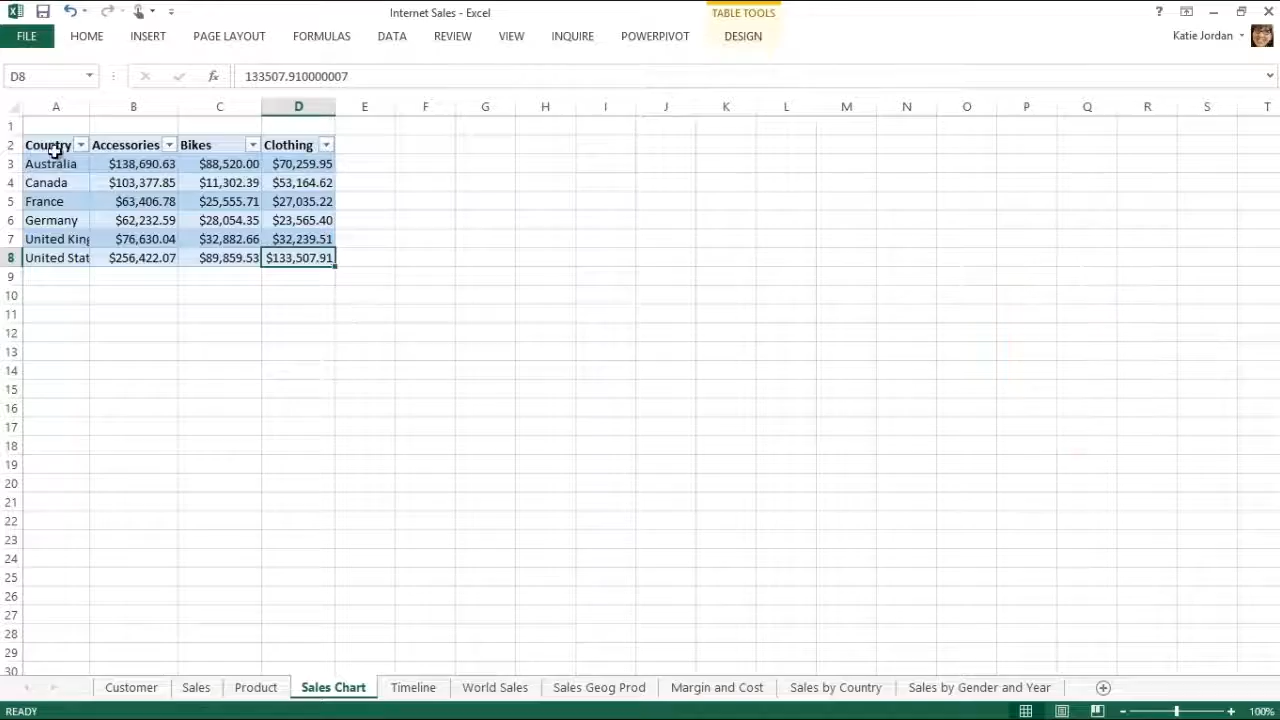 Internet Sales - Excel
TABLE TOOLS
?
FILE HOME INSERT PAGE LAYOUT FORMULAS DATA REVIEW VIEW INQUIRE POWERPIVOT DESIGN Katie Jordan
D8 fx 133507.910000007
A B C D E F G H I J K L M N O P Q R S T
1
2 Country Accessories Bikes Clothing
3 Australia $138,690.63 $88,520.00 $70,259.95
4 Canada $103,377.85 $11,302.39 $53,164.62
5 France $63,406.78 $25,555.71 $27,035.22
6 Germany $62,232.59 $28,054.35 $23,565.40
7 United King $76,630.04 $32,882.66 $32,239.51
8 United Stat $256,422.07 $89,859.53 $133,507.91
9
10
11
12
13
14
15
16
17
18
19
20
21
22
23
24
25
26
27
28
29
30
Customer Sales Product Sales Chart Timeline World Sales Sales Geog Prod Margin and Cost Sales by Country Sales by Gender and Year
READY 100%